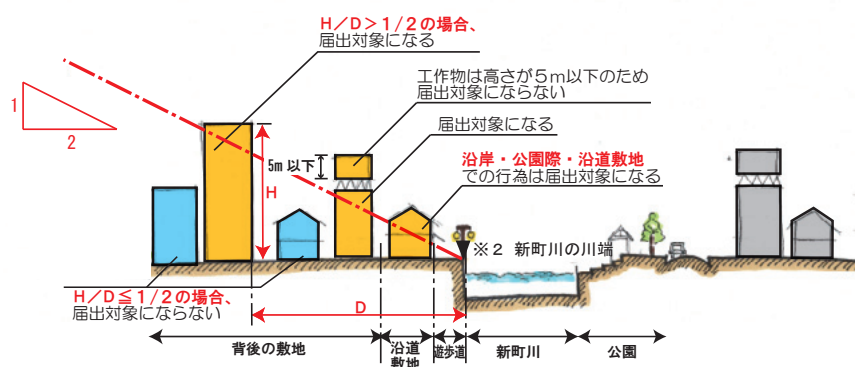 H／D＞1/2の場合、
届出対象になる
工作物は高さが５ｍ以下のため
届出対象にならない
届出対象になる
1
2
5m 以下
H
沿岸・公園際・沿道敷地
での行為は届出対象になる
※２ 新町川の川端
H／D≦1/2の場合、
届出対象にならない
D
背後の敷地
沿道
敷地
遊歩道
新町川
公園